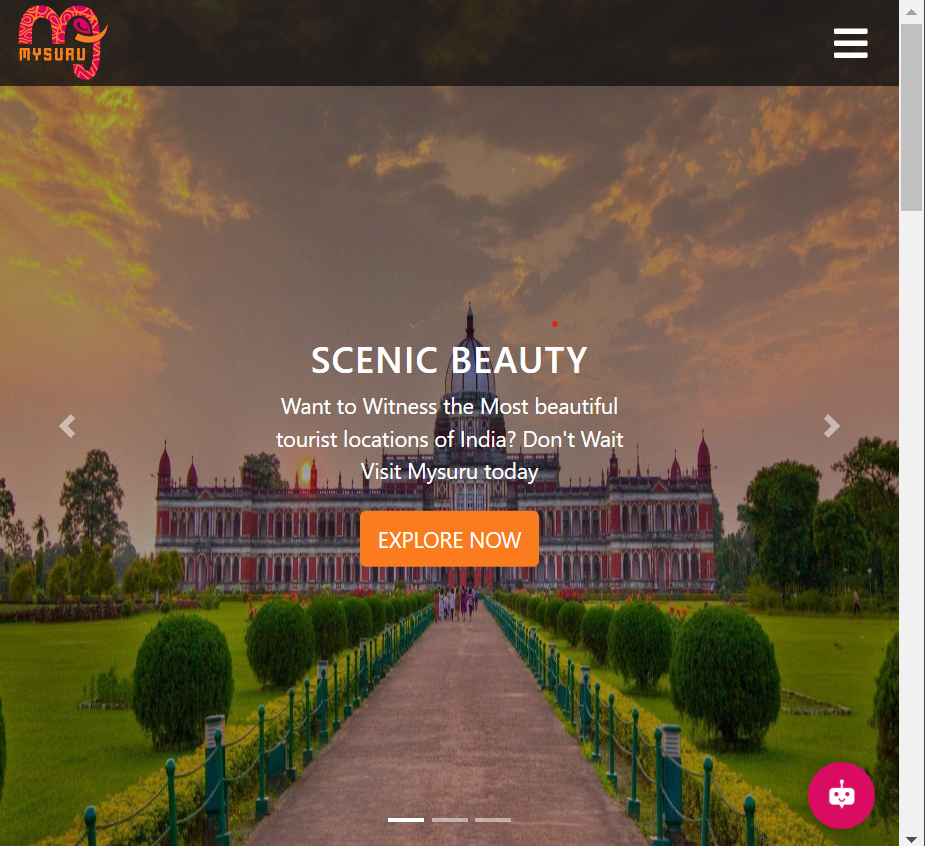 MYSURU
SCENIC BEAUTY
Want to Witness the Most beautiful
tourist locations of India? Don't Wait
Visit Mysuru today
EXPLORE NOW